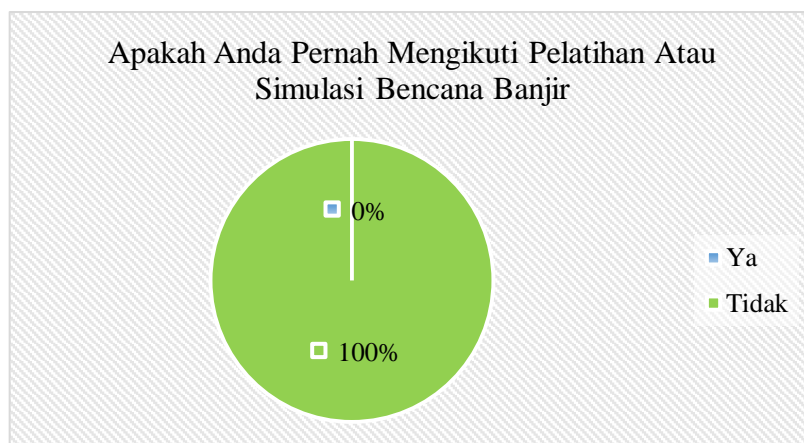 Apakah Anda Pernah Mengikuti Pelatihan Atau
Simulasi Bencana Banjir
0%
100%
Ya
Tidak